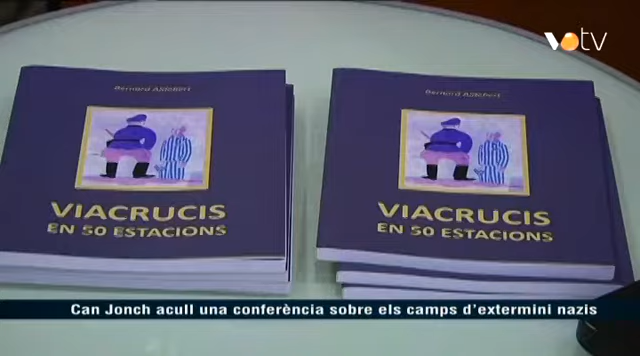 votv
Bernard Aldebert
VIACRUCIS
EN 50 ESTACIONS
Bernard Aldebert
VIACRUCIS
EN 50 ESTACIONS
Can Jonch acull una conferència sobre els camps d'extermini nazis